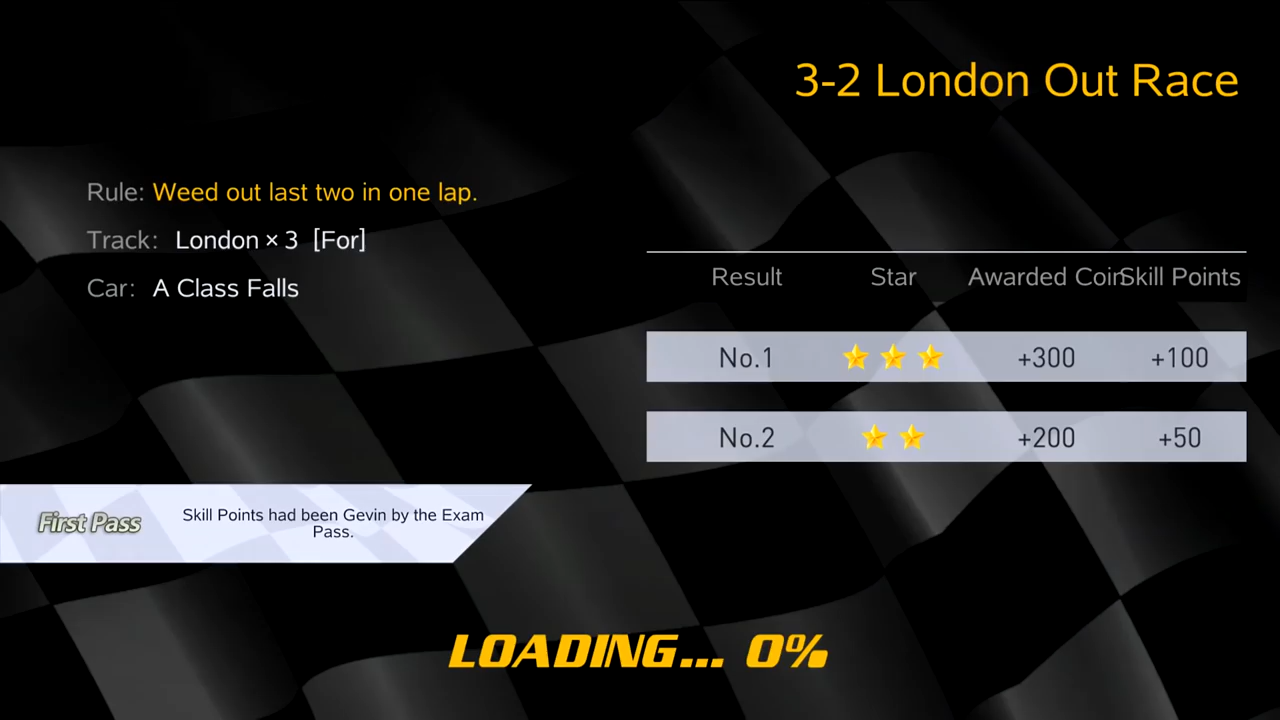 3-2 London Out Race
Rule: Weed out last two in one lap.
Track: London × 3 [For]
Car: A Class Falls
Result Star Awarded Coin Skill Points
No.1 +300 +100
No.2 +200 +50
First Pass
Skill Points had been Gevin by the Exam
Pass.
LOADING... 0%